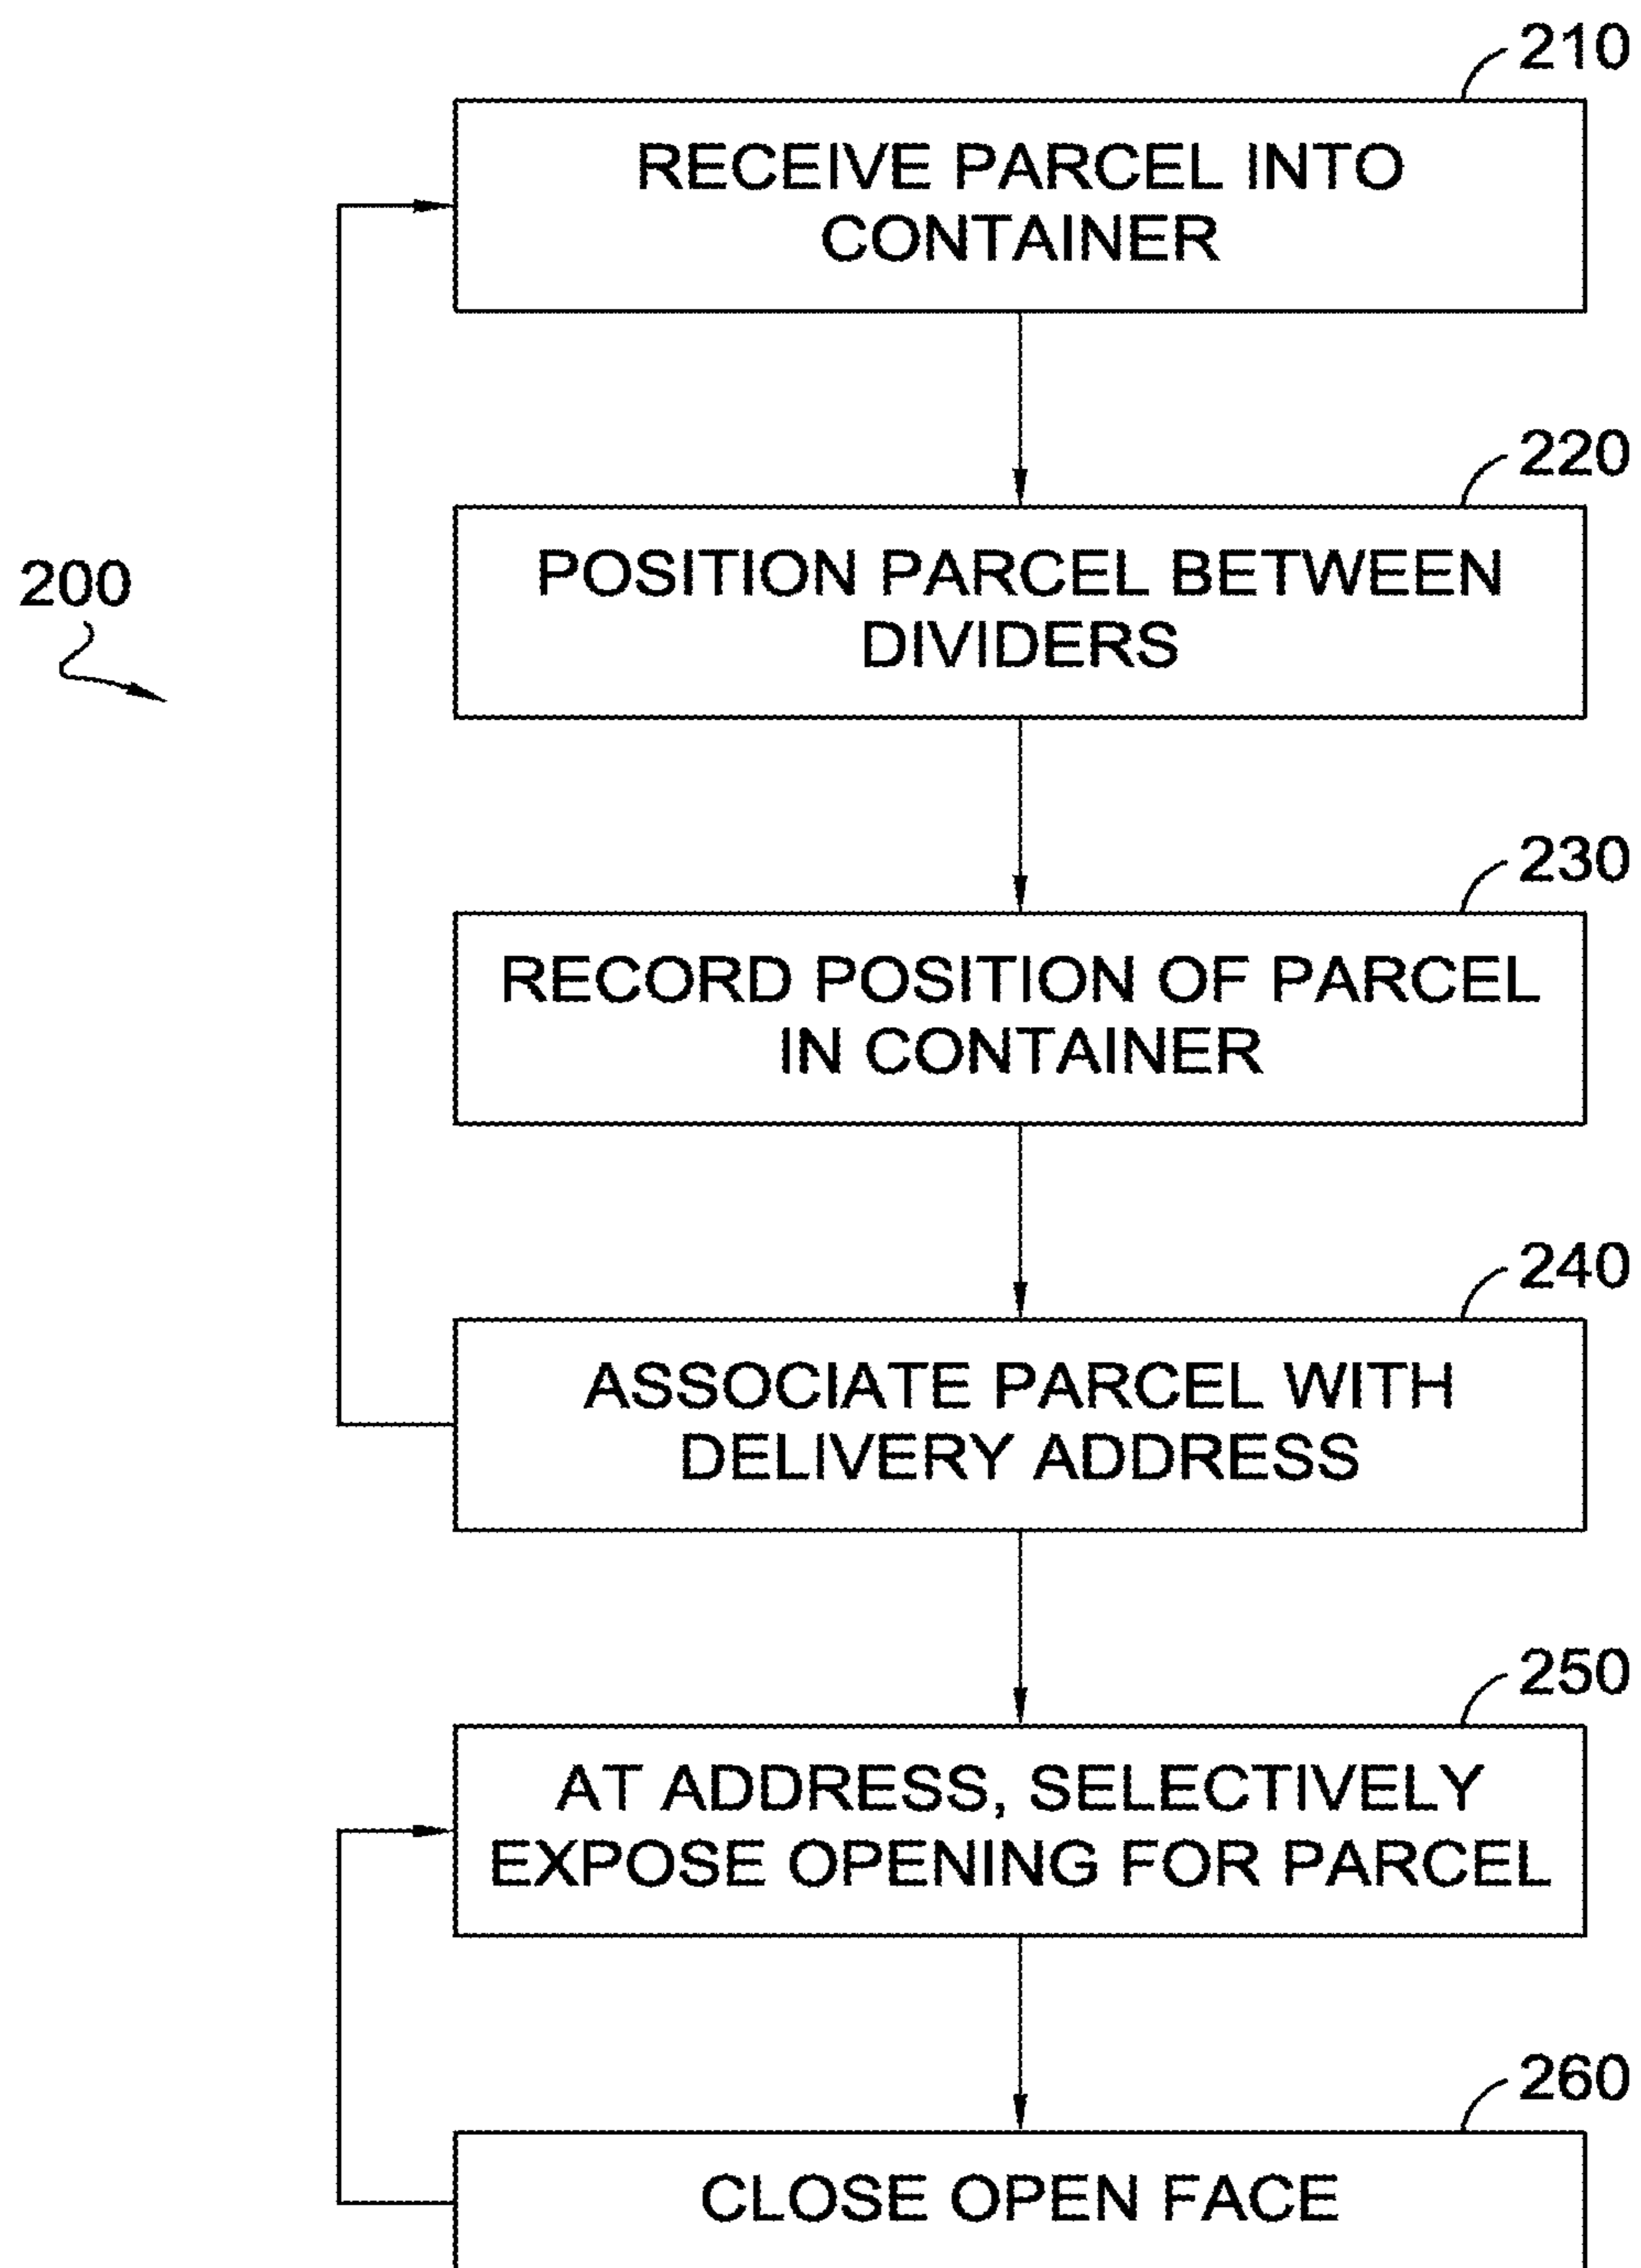 210
RECEIVE PARCEL INTO
CONTAINER
220
POSITION PARCEL BETWEEN
DIVIDERS
200
230
RECORD POSITION OF PARCEL
IN CONTAINER
240
ASSOCIATE PARCEL WITH
DELIVERY ADDRESS
250
AT ADDRESS, SELECTIVELY
EXPOSE OPENING FOR PARCEL
260
CLOSE OPEN FACE